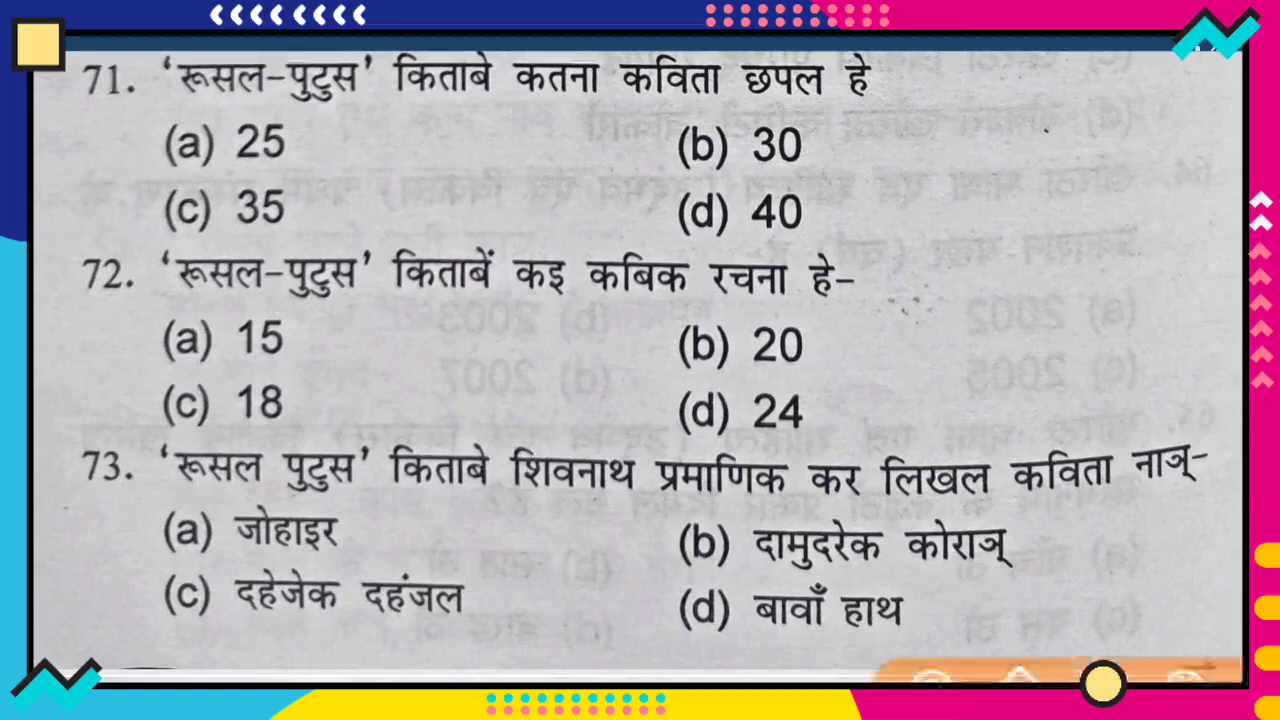 71. ‘रूसल-पुटुस’ किताबे कतना कविता छपल हे
(a) 25 (b) 30
(c) 35 (d) 40
72. ‘रूसल-पुटुस’ किताबें कइ कबिक रचना हे-
(a) 15 (b) 20
(c) 18 (d) 24
73. ‘रूसल पुटुस’ किताबे शिवनाथ प्रमाणिक कर लिखल कविता नाञ्-
(a) जोहाइर (b) दामुदरेक कोराञ्
(c) दहेजेक दहंजल (d) बावाँ हाथ